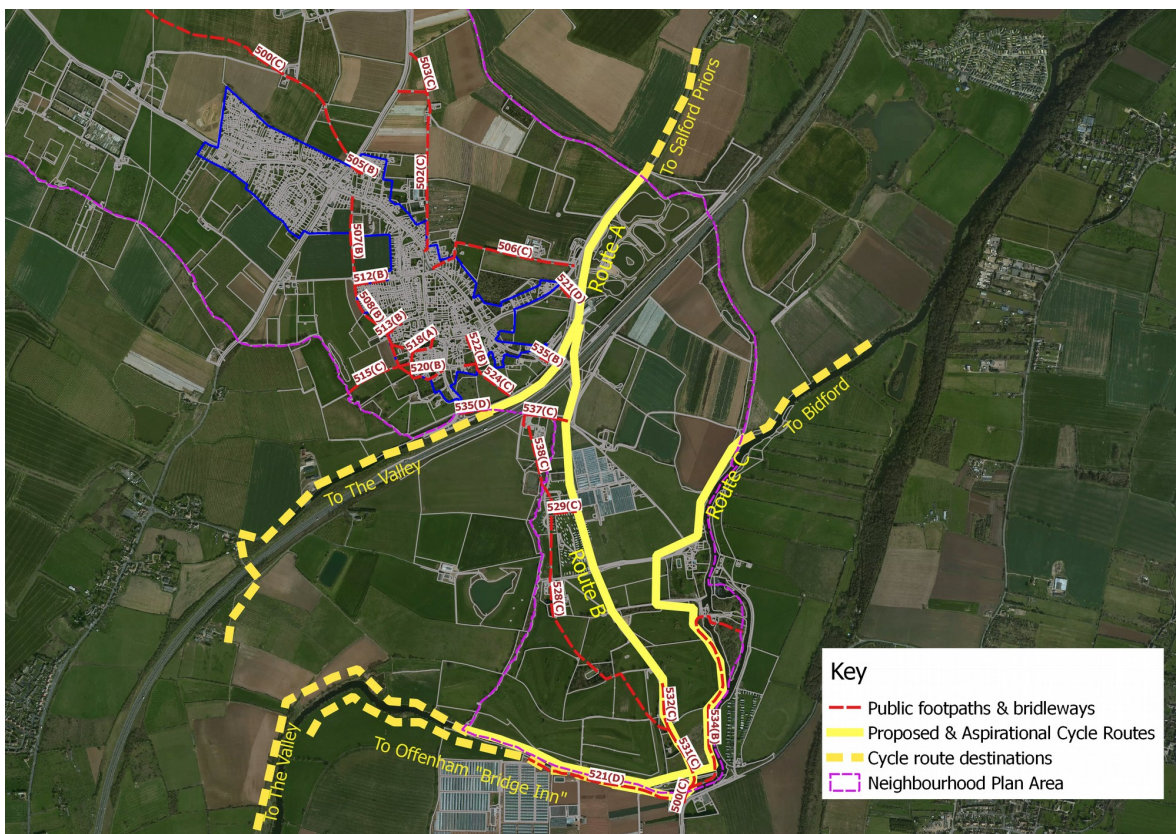 500(C)
503(C)
To Salford Priors
505(B)
502(C)
507(B)
506(C)
Route A
512(B)
521(D)
508(B)
513(B)
518(A)
522(B)
535(B)
515(C)
520(B)
524(C)
To Bidford
535(D)
537(C)
To The Valley
538(C)
Route C
529(C)
Route B
528(C)
532(C)
534(B)
531(C)
To The Valley
To Offenham "Bridge Inn"
521(D)
500(C)
Key
Public footpaths & bridleways
Proposed & Aspirational Cycle Routes
Cycle route destinations
Neighbourhood Plan Area